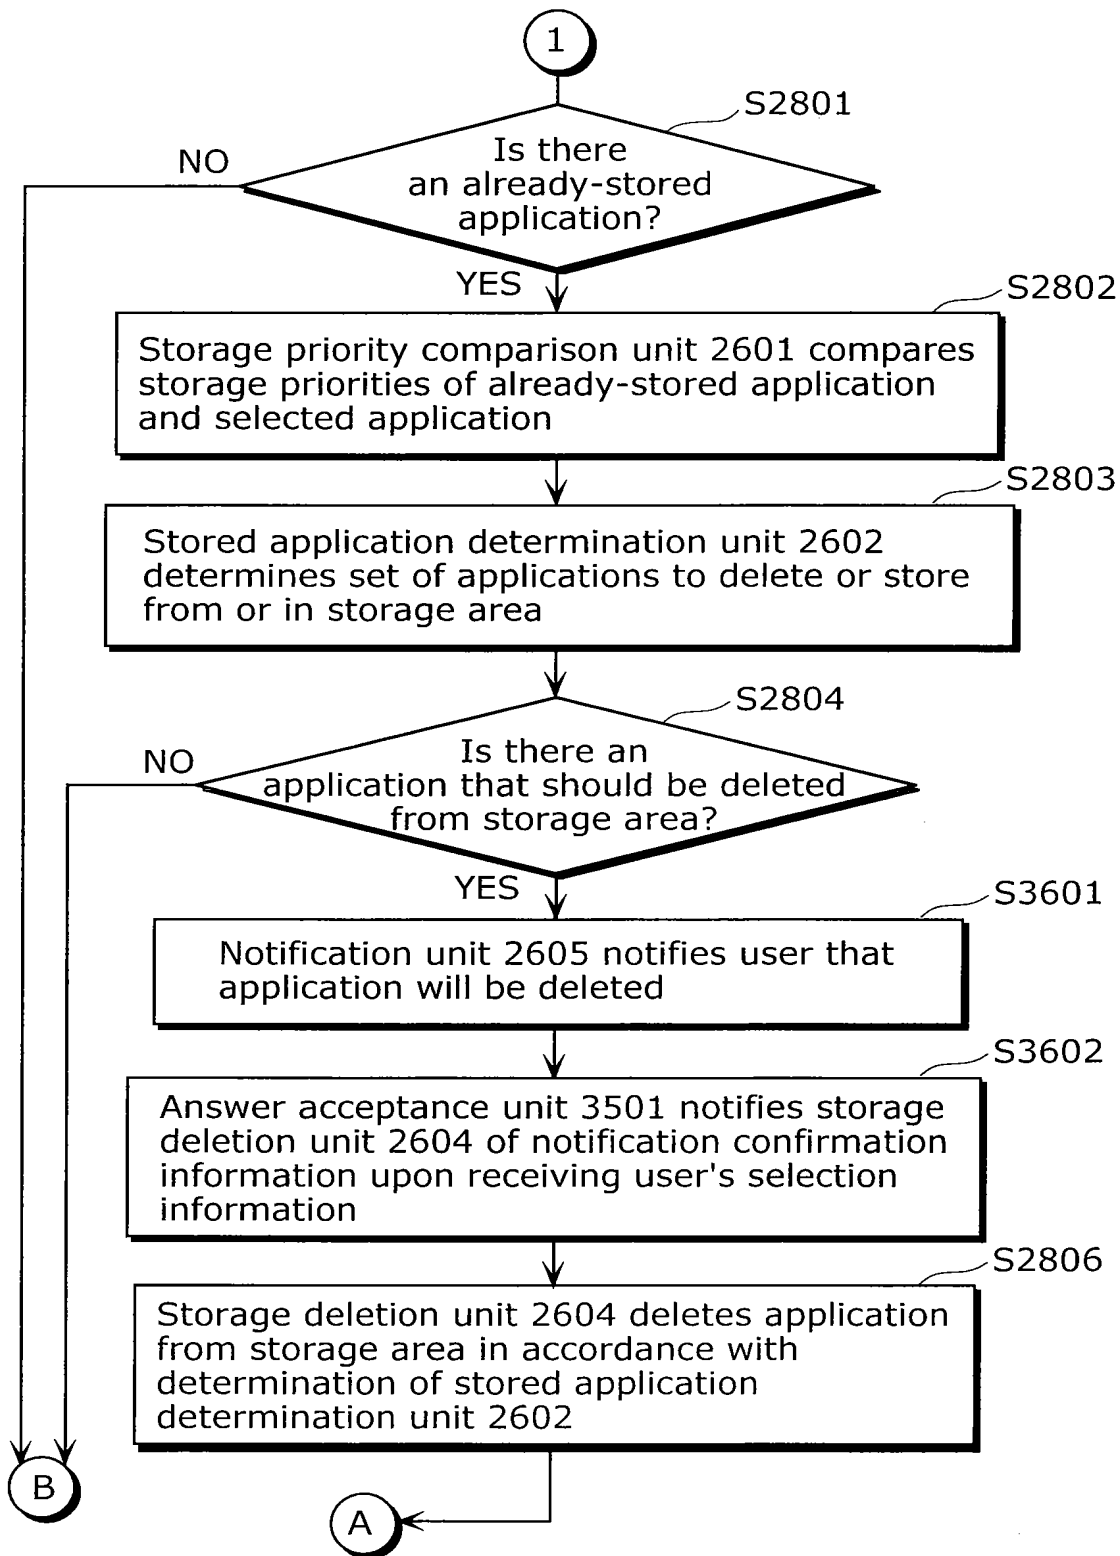 1
S2801
NO
Is there
an already-stored
application?
YES
S2802
Storage priority comparison unit 2601 compares
storage priorities of already-stored application
and selected application
S2803
Stored application determination unit 2602
determines set of applications to delete or store
from or in storage area
S2804
NO
Is there an
application that should be deleted
from storage area?
YES
S3601
Notification unit 2605 notifies user that
application will be deleted
S3602
Answer acceptance unit 3501 notifies storage
deletion unit 2604 of notification confirmation
information upon receiving user's selection
information
S2806
Storage deletion unit 2604 deletes application
from storage area in accordance with
determination of stored application
determination unit 2602
B
A